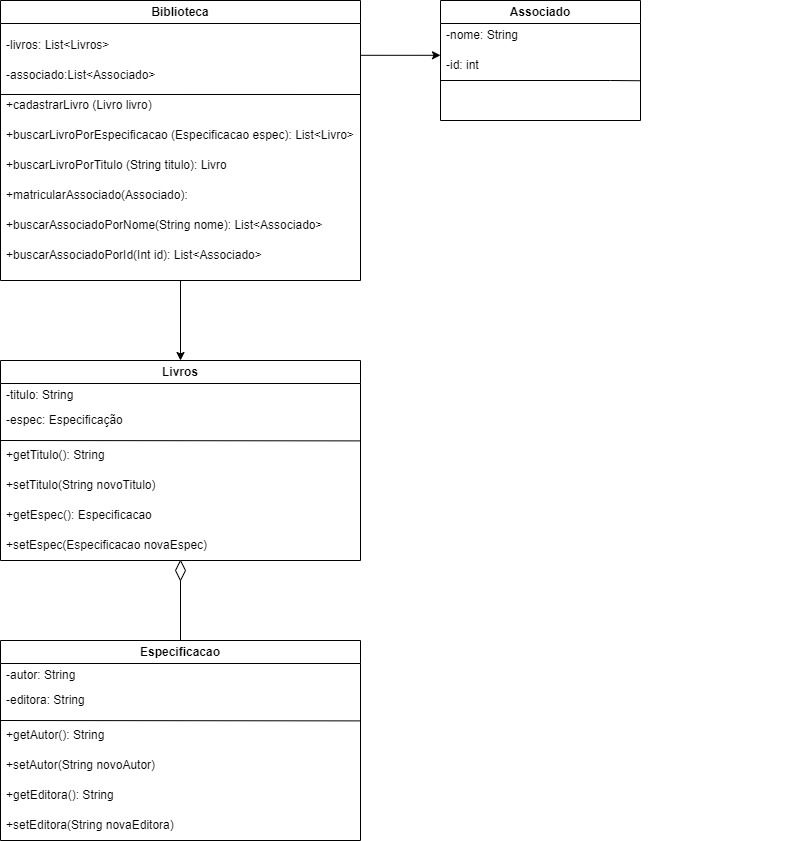 Biblioteca
-livros: List<Livros>
-associado:List<Associado>
+cadastrarLivro (Livro livro)
+buscarLivroPorEspecificacao (Especificacao espec): List<Livro>
+buscarLivroPorTitulo (String titulo): Livro
+matricularAssociado(Associado):
+buscarAssociadoPorNome(String nome): List<Associado>
+buscarAssociadoPorId(Int id): List<Associado>
Associado
-nome: String
-id: int
Livros
-titulo: String
-espec: Especificação
+getTitulo(): String
+setTitulo(String novoTitulo)
+getEspec(): Especificacao
+setEspec(Especificacao novaEspec)
Especificacao
-autor: String
-editora: String
+getAutor(): String
+setAutor(String novoAutor)
+getEditora(): String
+setEditora(String novaEditora)